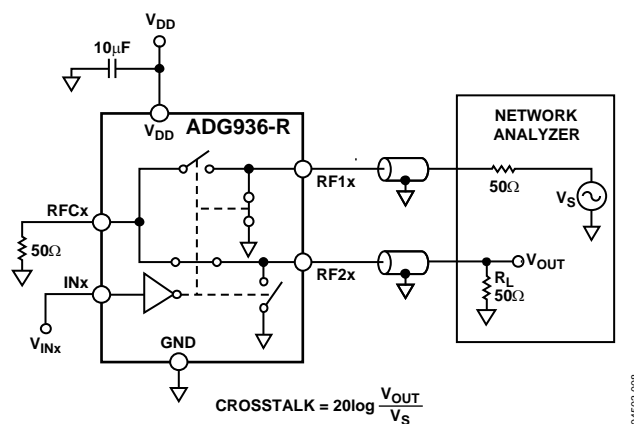 VDD
10µF
ADG936-R
VDD
NETWORK
ANALYZER
RF1x
50Ω
VS
RFCx
50Ω
RF2x
VOUT
RL
50Ω
INx
VINx
GND
CROSSTALK = 20log VOUT
VS